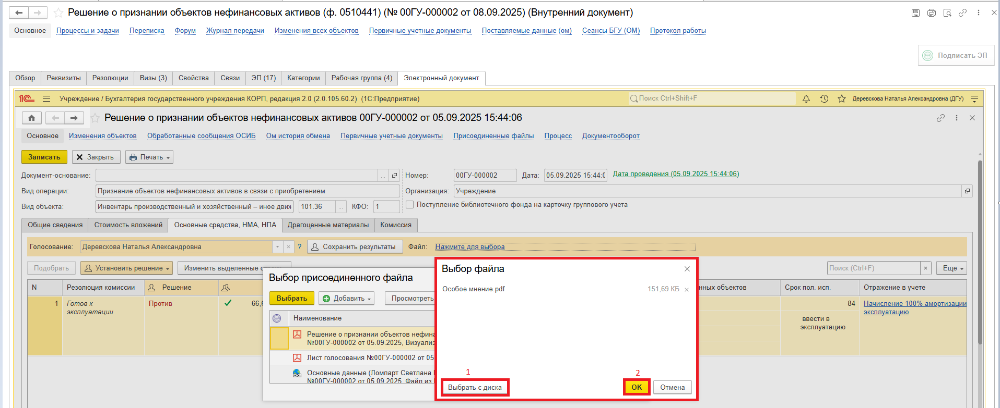 Решение о признании объектов нефинансовых активов (ф. 0510441) (№ 00ГУ-000002 от 08.09.2025) (Внутренний документ)
Основное Процессы и задачи Переписка Форум Журнал передачи Изменения всех объектов Первичные учетные документы Поставляемые данные (ом) Сеансы БГУ (ОМ) Протокол работы
Подписать ЭП
Обзор Реквизиты Резолюции Визы (3) Свойства Связи ЭП (17) Категории Рабочая группа (4) Электронный документ
1С Учреждение / Бухгалтерия государственного учреждения КОРП, редакция 2.0 (2.0.105.60.2) (1С:Предприятие) Поиск Ctrl+Shift+F Деревскова Наталья Александровна (ДГУ)
Решение о признании объектов нефинансовых активов 00ГУ-000002 от 05.09.2025 15:44:06
Основное Изменения объектов Обработанные сообщения ОСИБ Ом история обмена Первичные учетные документы Присоединенные файлы Процесс Документооборот
Записать Закрыть Печать
Документ-основание: ... Номер: 00ГУ-000002 Дата: 05.09.2025 15:44:0 Дата проведения (05.09.2025 15:44:06)
Вид операции: Признание объектов нефинансовых активов в связи с приобретением Организация: Учреждение
Вид объекта: Инвентарь производственный и хозяйственный – иное движ 101.36 ... КФО: 1 Поступление библиотечного фонда на карточку группового учета
Общие сведения Стоимость вложений Основные средства, НМА, НПА Драгоценные материалы Комиссия
Голосование: Деревскова Наталья Александровна ? Сохранить результаты Файл: Нажмите для выбора
Подобрать Установить решение Изменить выделенные Поиск (Ctrl+F) × Еще
N Резолюция комиссии Решение нных объектов Срок пол. исп. Отражение в учете
1 Готов к эксплуатации Против 66,6 84 Начисление 100% амортизации
эксплуатацию
ввести в эксплуатацию
Выбор присоединенного файла
Выбрать Добавить Просмотреть
Наименование
Решение о признании объектов нефина
№00ГУ-000002 от 05.09.2025, Визуализ
Лист голосования №00ГУ-000002 от 05
Основные данные (Ломпарт Светлана
№00ГУ-000002 от 05.09.2025. Файл из
Выбор файла
Особое мнение.pdf 151,69 КБ ×
1 2
Выбрать с диска OK Отмена